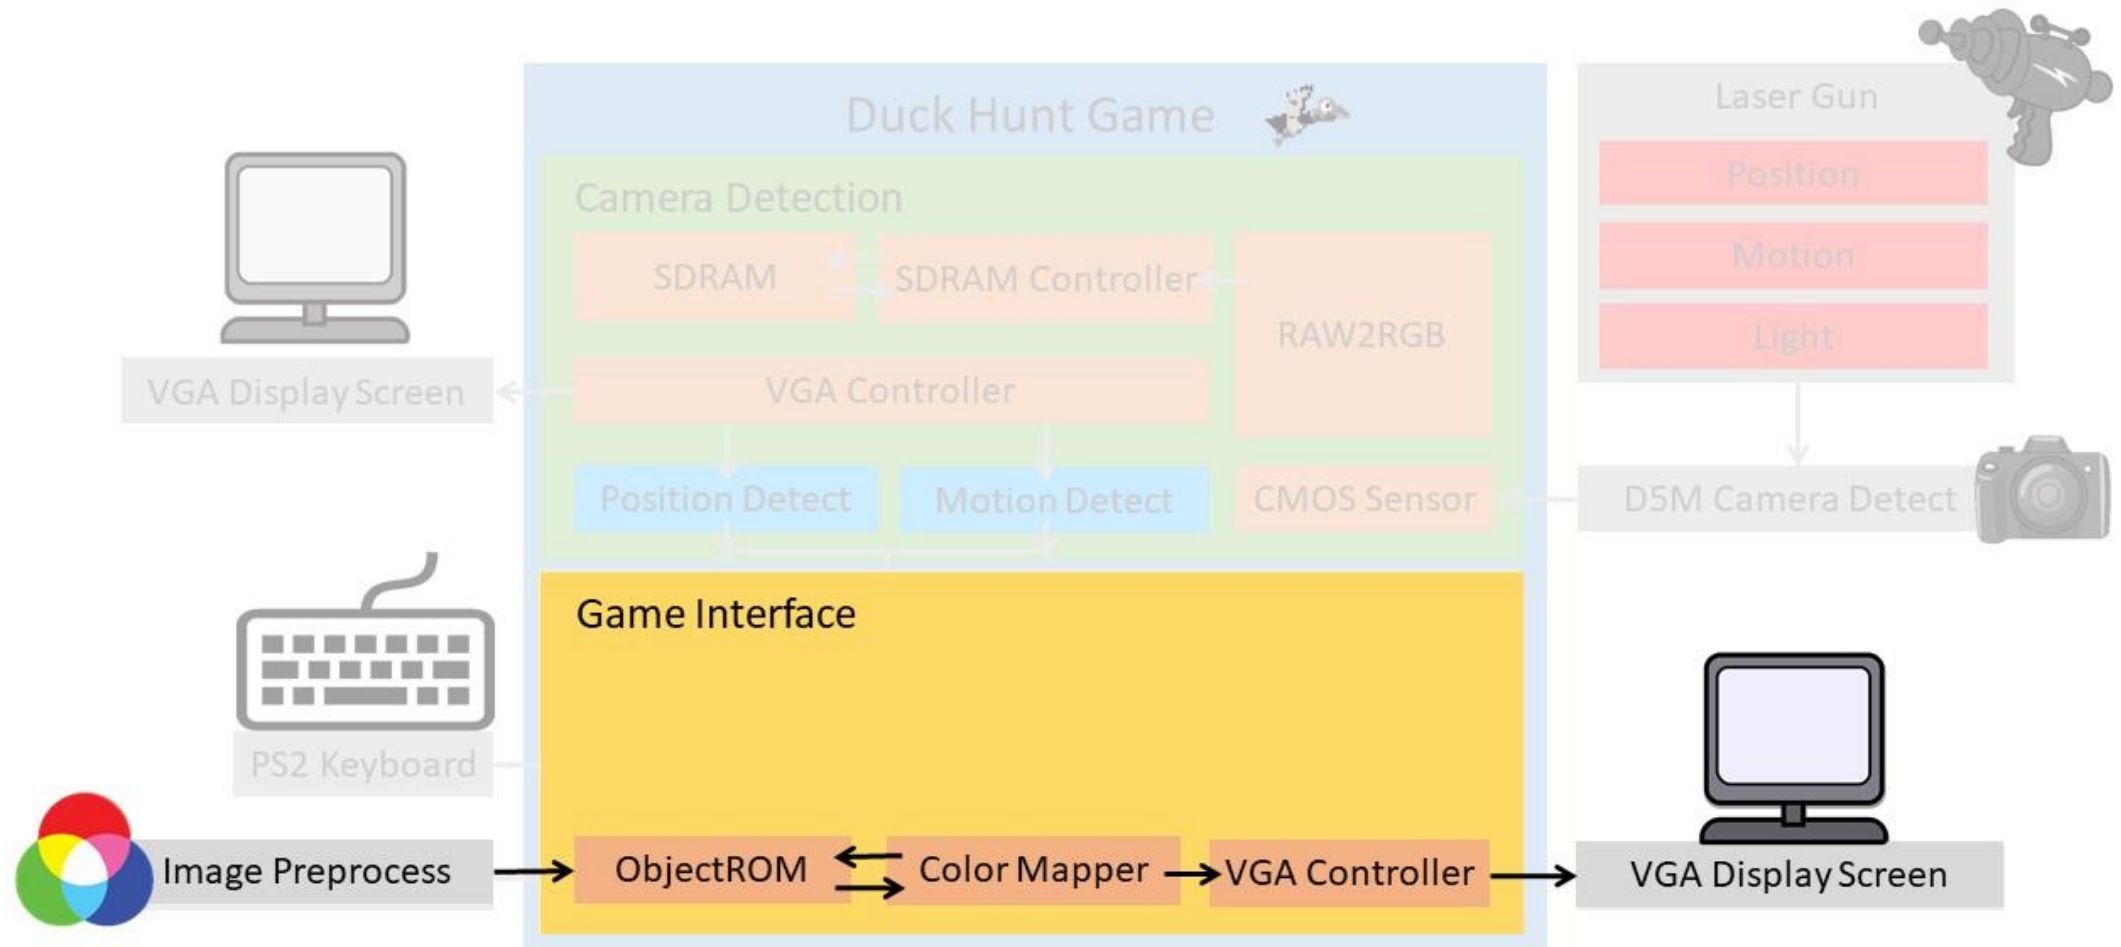 Duck Hunt Game
Laser Gun
Position
Motion
Light
Camera Detection
SDRAM
SDRAM Controller
RAW2RGB
VGA Display Screen
VGA Controller
Position Detect
Motion Detect
CMOS Sensor
D5M Camera Detect
Game Interface
PS2 Keyboard
Image Preprocess
ObjectROM
Color Mapper
VGA Controller
VGA Display Screen